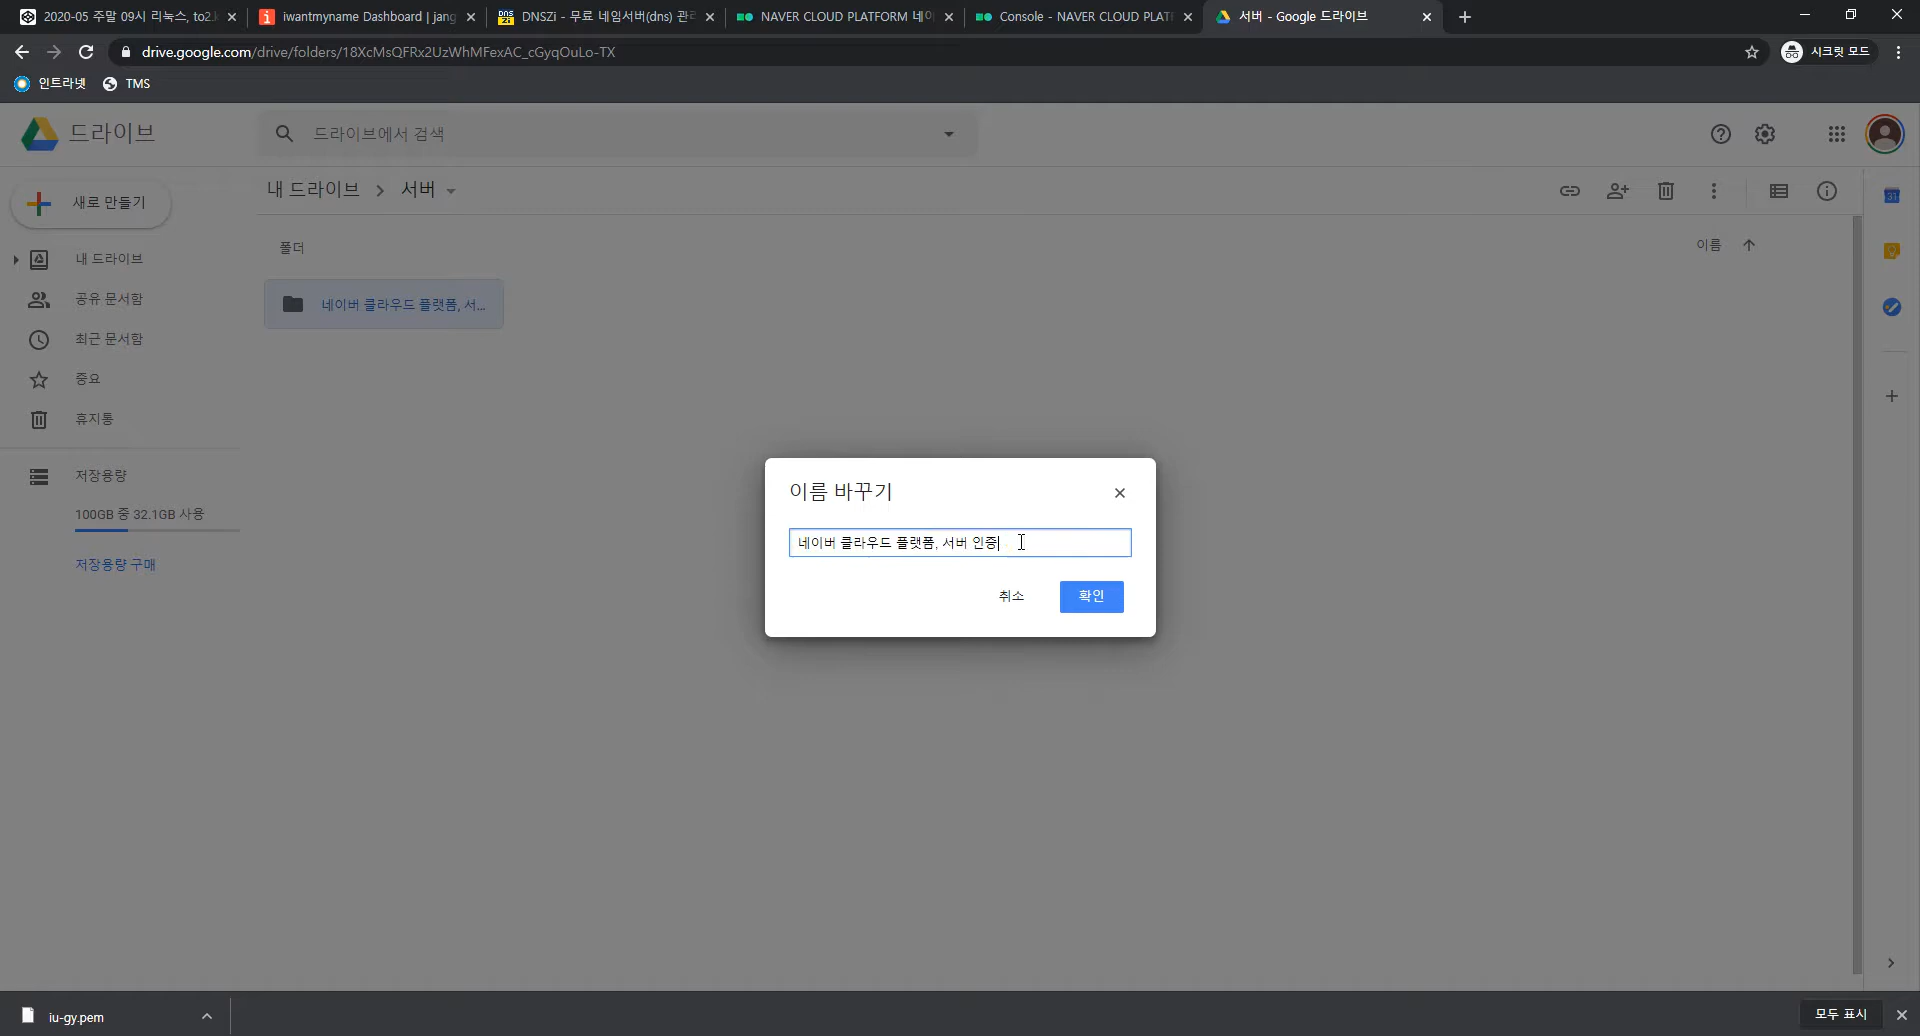 2020-05 주말 09시 리눅스, to2.
iwantmyname Dashboard | jang
DNSZi - 무료 네임서버(dns) 관리
NAVER CLOUD PLATFORM 네이
Console - NAVER CLOUD PLAT
서버 - Google 드라이브
drive.google.com/drive/folders/18XcMsQFRx2UzWhMFexAC_cGyqOuLo-TX
시크릿 모드
인트라넷
TMS
드라이브
드라이브에서 검색
새로 만들기
내 드라이브
서버
폴더
이름
네이버 클라우드 플랫폼, 서...
내 드라이브
공유 문서함
최근 문서함
중요
휴지통
저장용량
100GB 중 32.1GB 사용
저장용량 구매
31
이름 바꾸기
네이버 클라우드 플랫폼, 서버 인증
취소
확인
iu-gy.pem
모두 표시